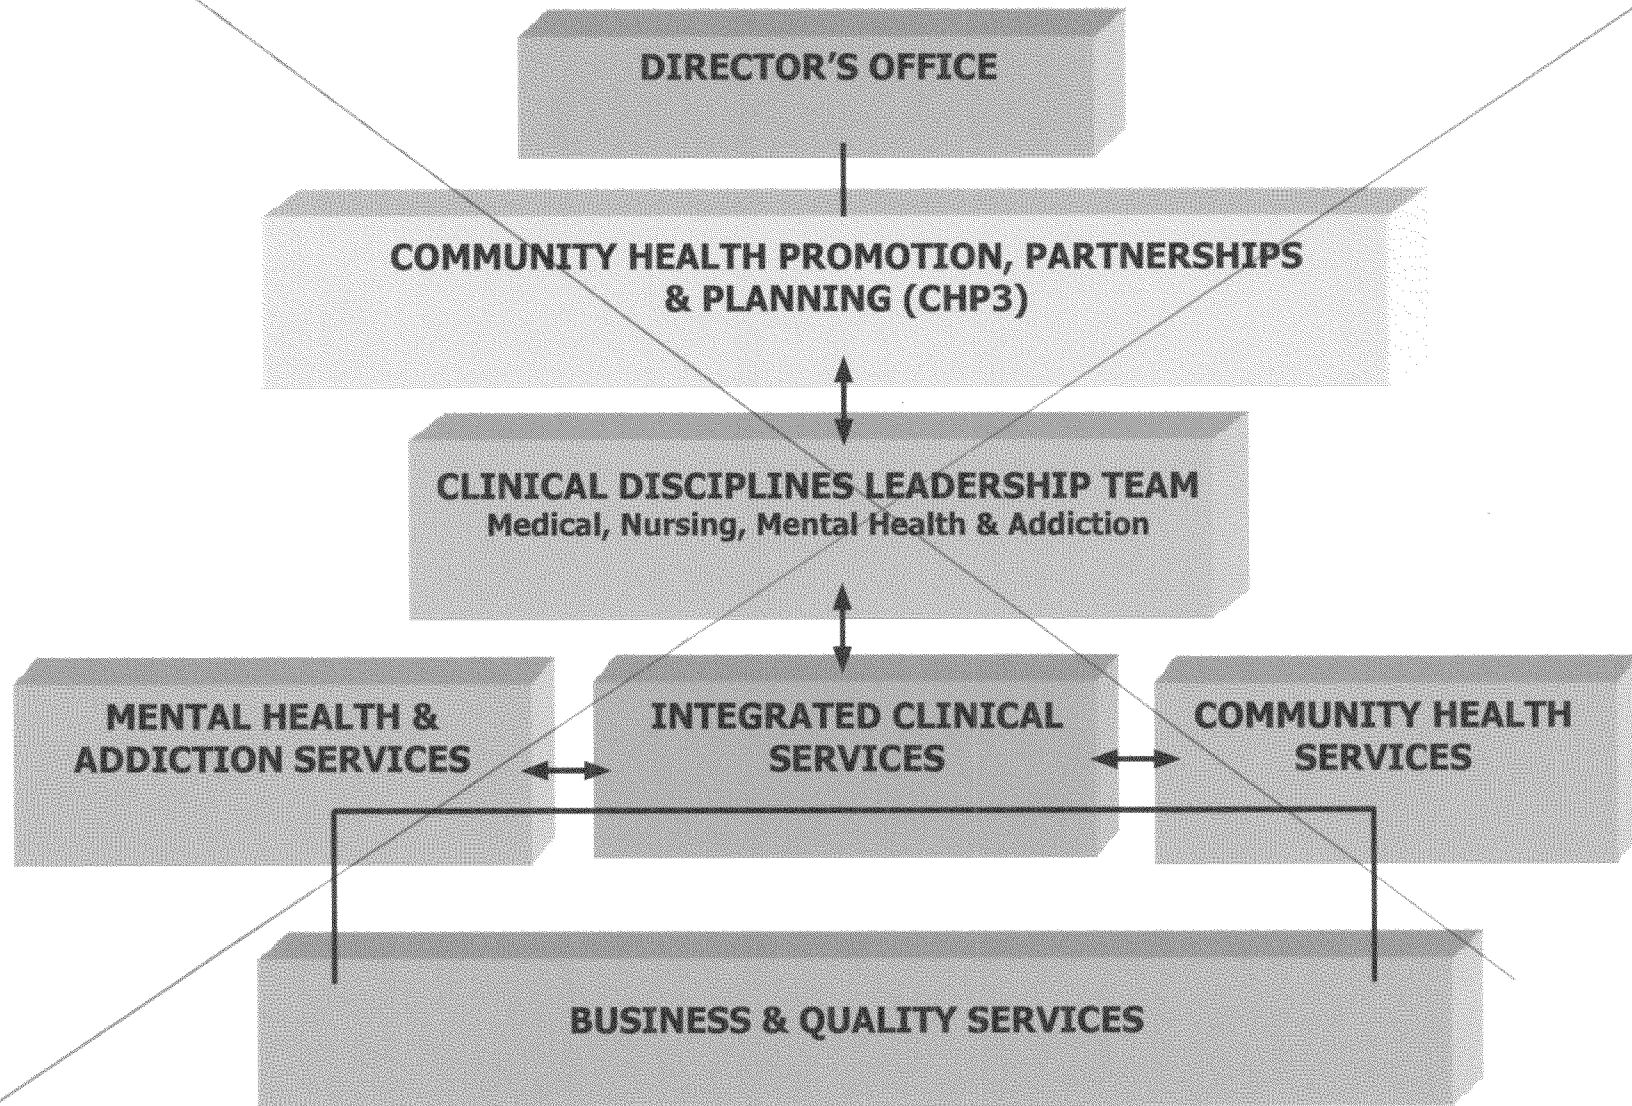 DIRECTOR'S OFFICE
COMMUNITY HEALTH PROMOTION, PARTNERSHIPS
& PLANNING (CHP3)
CLINICAL DISCIPLINES LEADERSHIP TEAM
Medical, Nursing, Mental Health & Addiction
MENTAL HEALTH &
ADDICTION SERVICES
INTEGRATED CLINICAL
SERVICES
COMMUNITY HEALTH
SERVICES
BUSINESS & QUALITY SERVICES